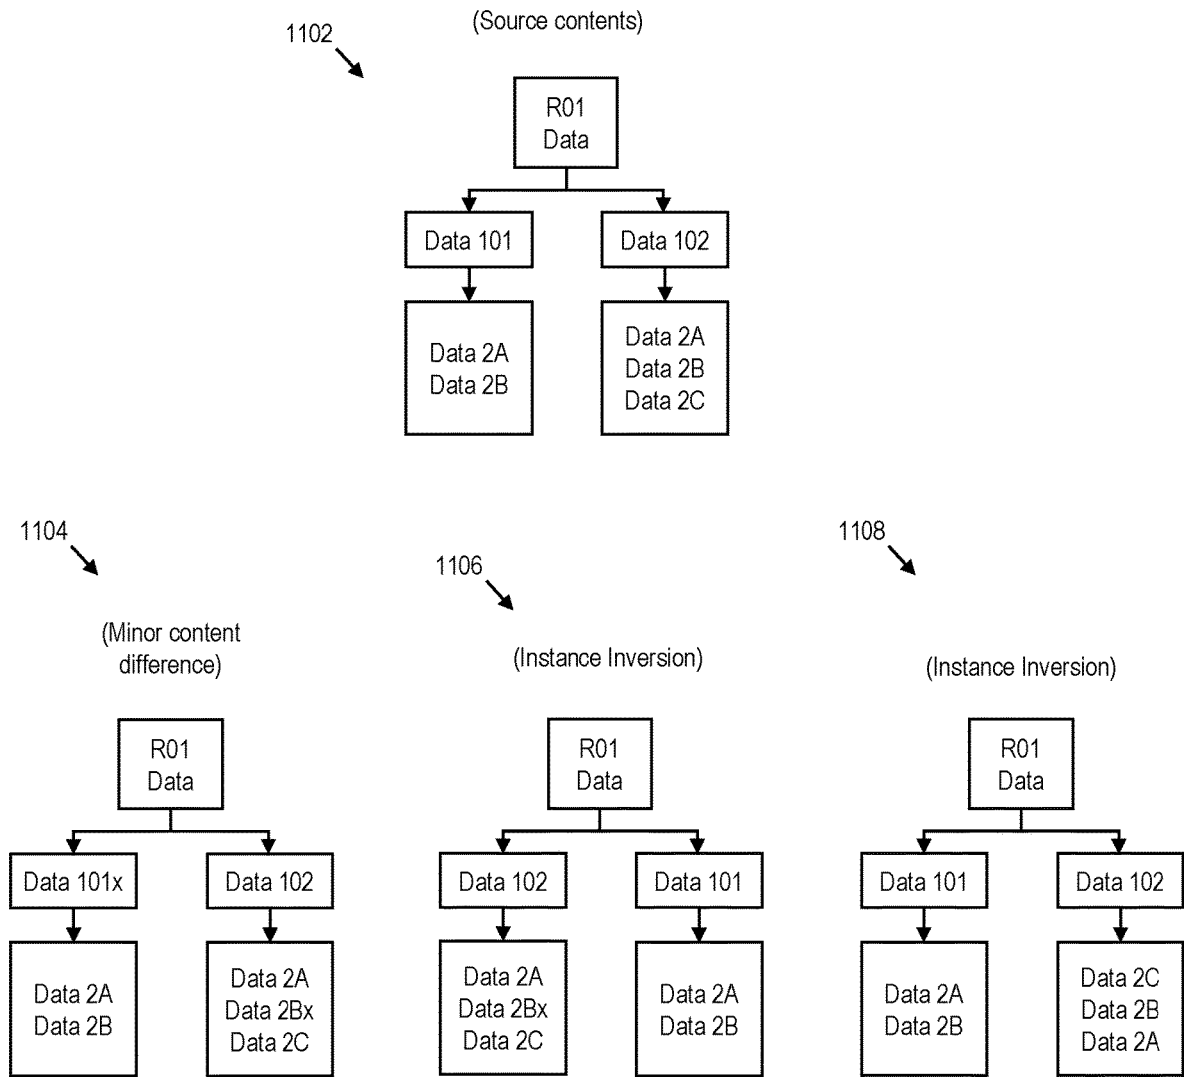 (Source contents)
1102
R01
Data
Data 101
Data 102
Data 2A
Data 2B
Data 2A
Data 2B
Data 2C
1104
(Minor content
difference)
R01
Data
Data 101x
Data 102
Data 2A
Data 2B
Data 2A
Data 2Bx
Data 2C
1106
(Instance Inversion)
R01
Data
Data 102
Data 101
Data 2A
Data 2Bx
Data 2C
Data 2A
Data 2B
1108
(Instance Inversion)
R01
Data
Data 101
Data 102
Data 2A
Data 2B
Data 2C
Data 2B
Data 2A